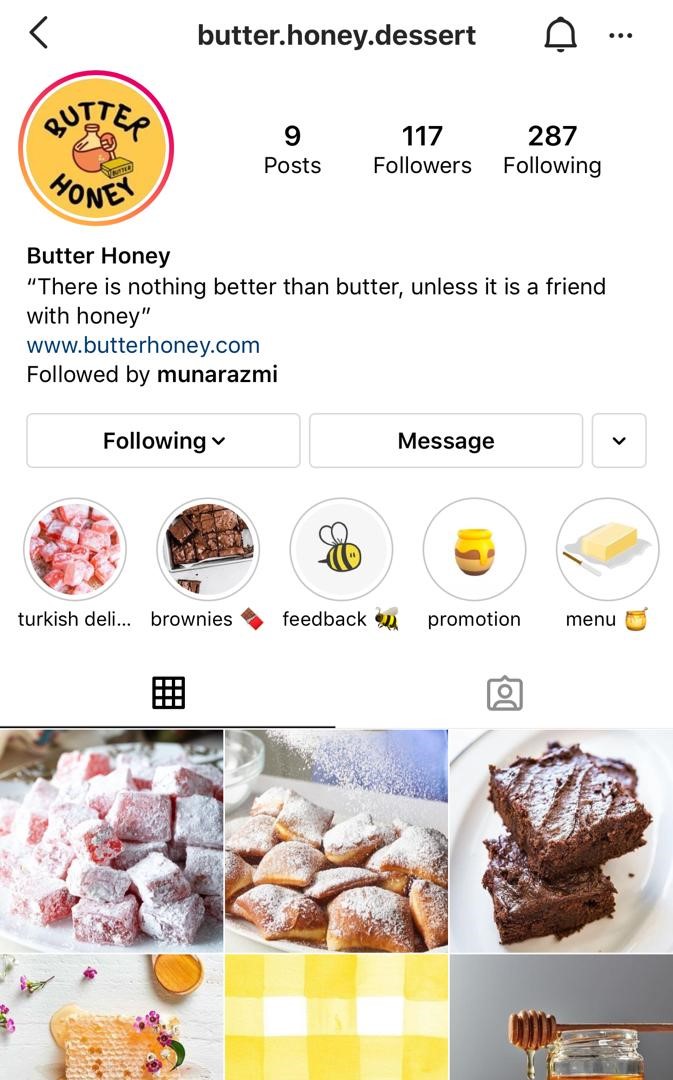 butter.honey.dessert
BUTTER
BUTTER
HONEY
9
Posts
117
Followers
287
Following
Butter Honey
“There is nothing better than butter, unless it is a friend
with honey”
www.butterhoney.com
Followed by munarazmi
Following
Message
turkish deli...
brownies 🍫
feedback 🐝
promotion
menu 🍯